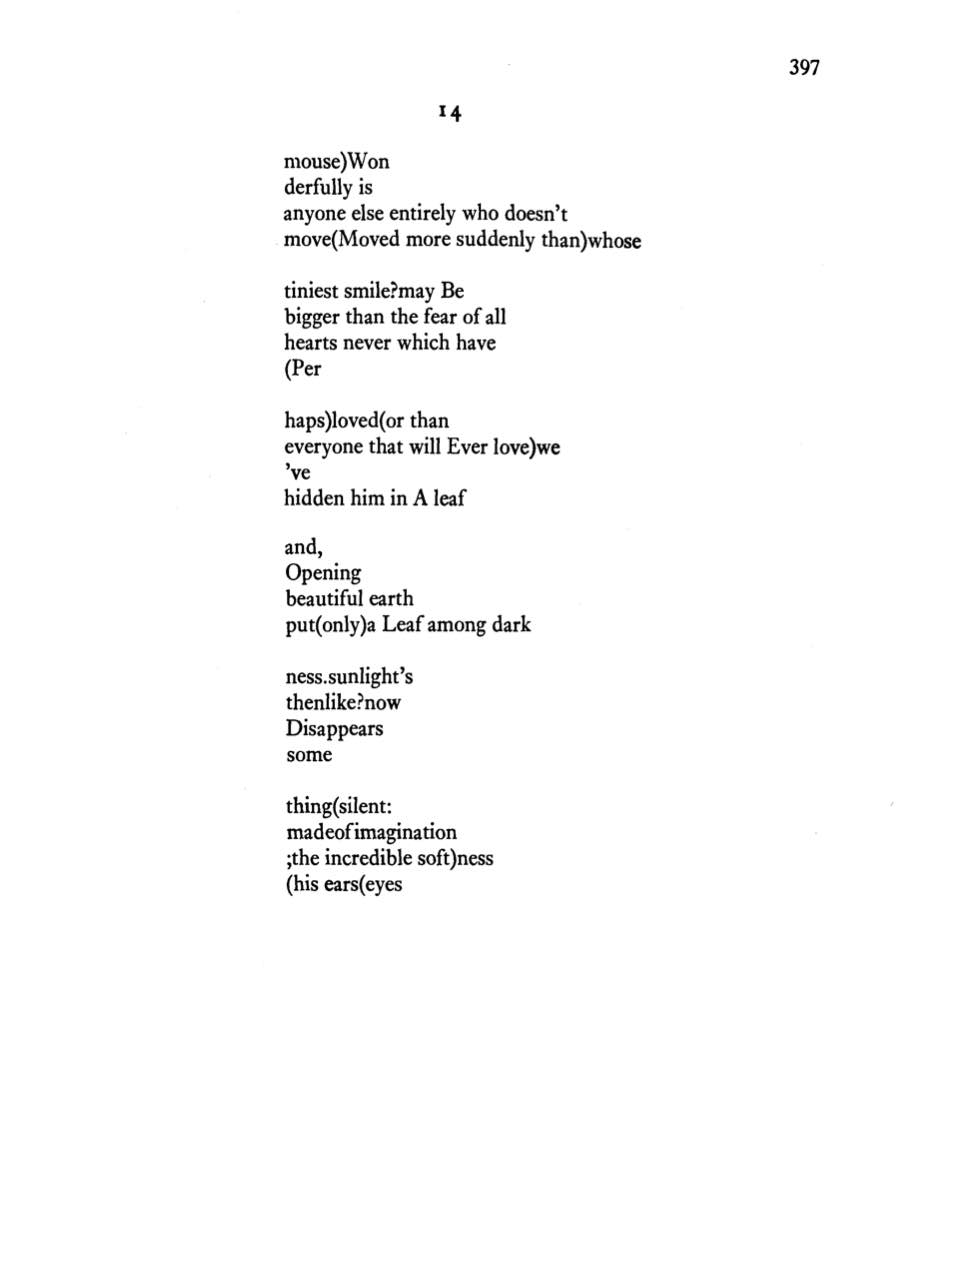 397
14
mouse)Won
derfully is
anyone else entirely who doesn't
move(Moved more suddenly than)whose
tiniest smile?may Be
bigger than the fear of all
hearts never which have
(Per
haps)loved(or than
everyone that will Ever love)we
've
hidden him in A leaf
and,
Opening
beautiful earth
put(only)a Leaf among dark
ness.sunlight's
thenlike?now
Disappears
some
thing(silent:
madeofimagination
;the incredible soft)ness
(his ears(eyes